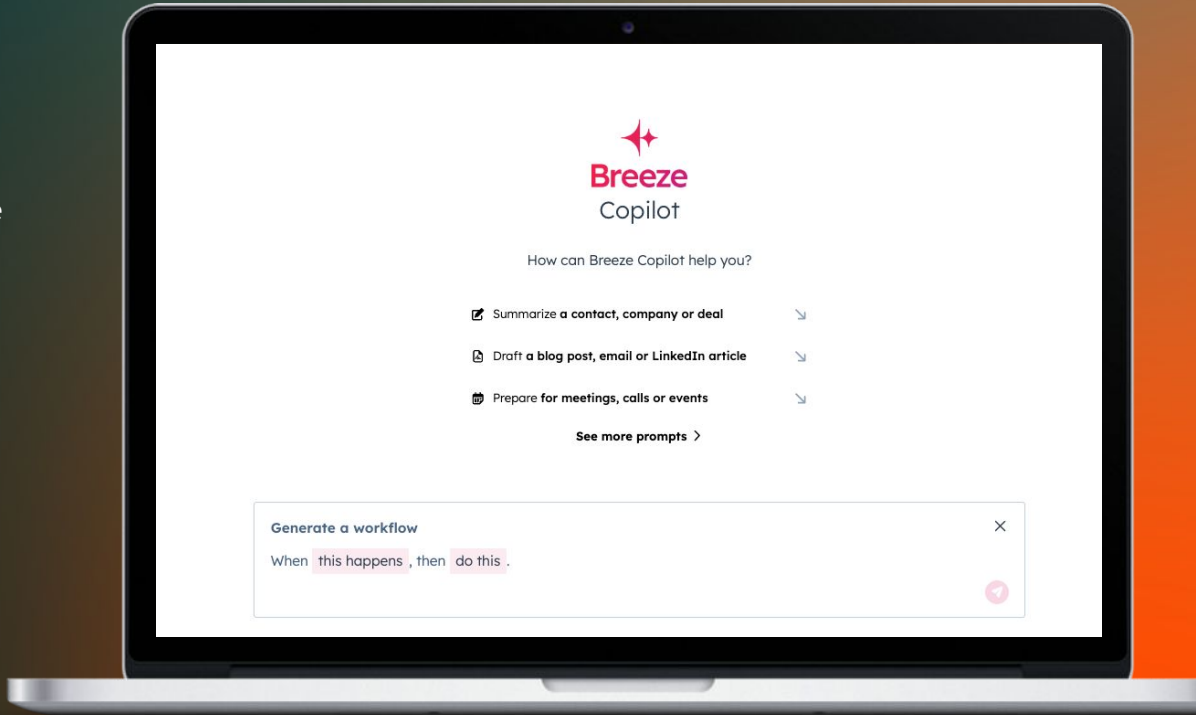 Breeze
Copilot
How can Breeze Copilot help you?
Summarize a contact, company or deal
Draft a blog post, email or LinkedIn article
Prepare for meetings, calls or events
See more prompts
Generate a workflow
When this happens , then do this .